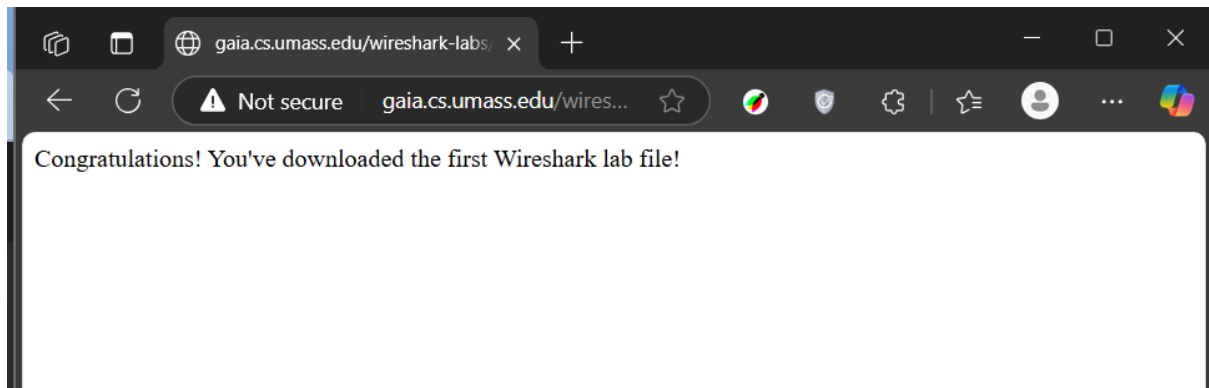 gaia.cs.umass.edu/wireshark-labs/
Not secure gaia.cs.umass.edu/wires...
Congratulations! You've downloaded the first Wireshark lab file!